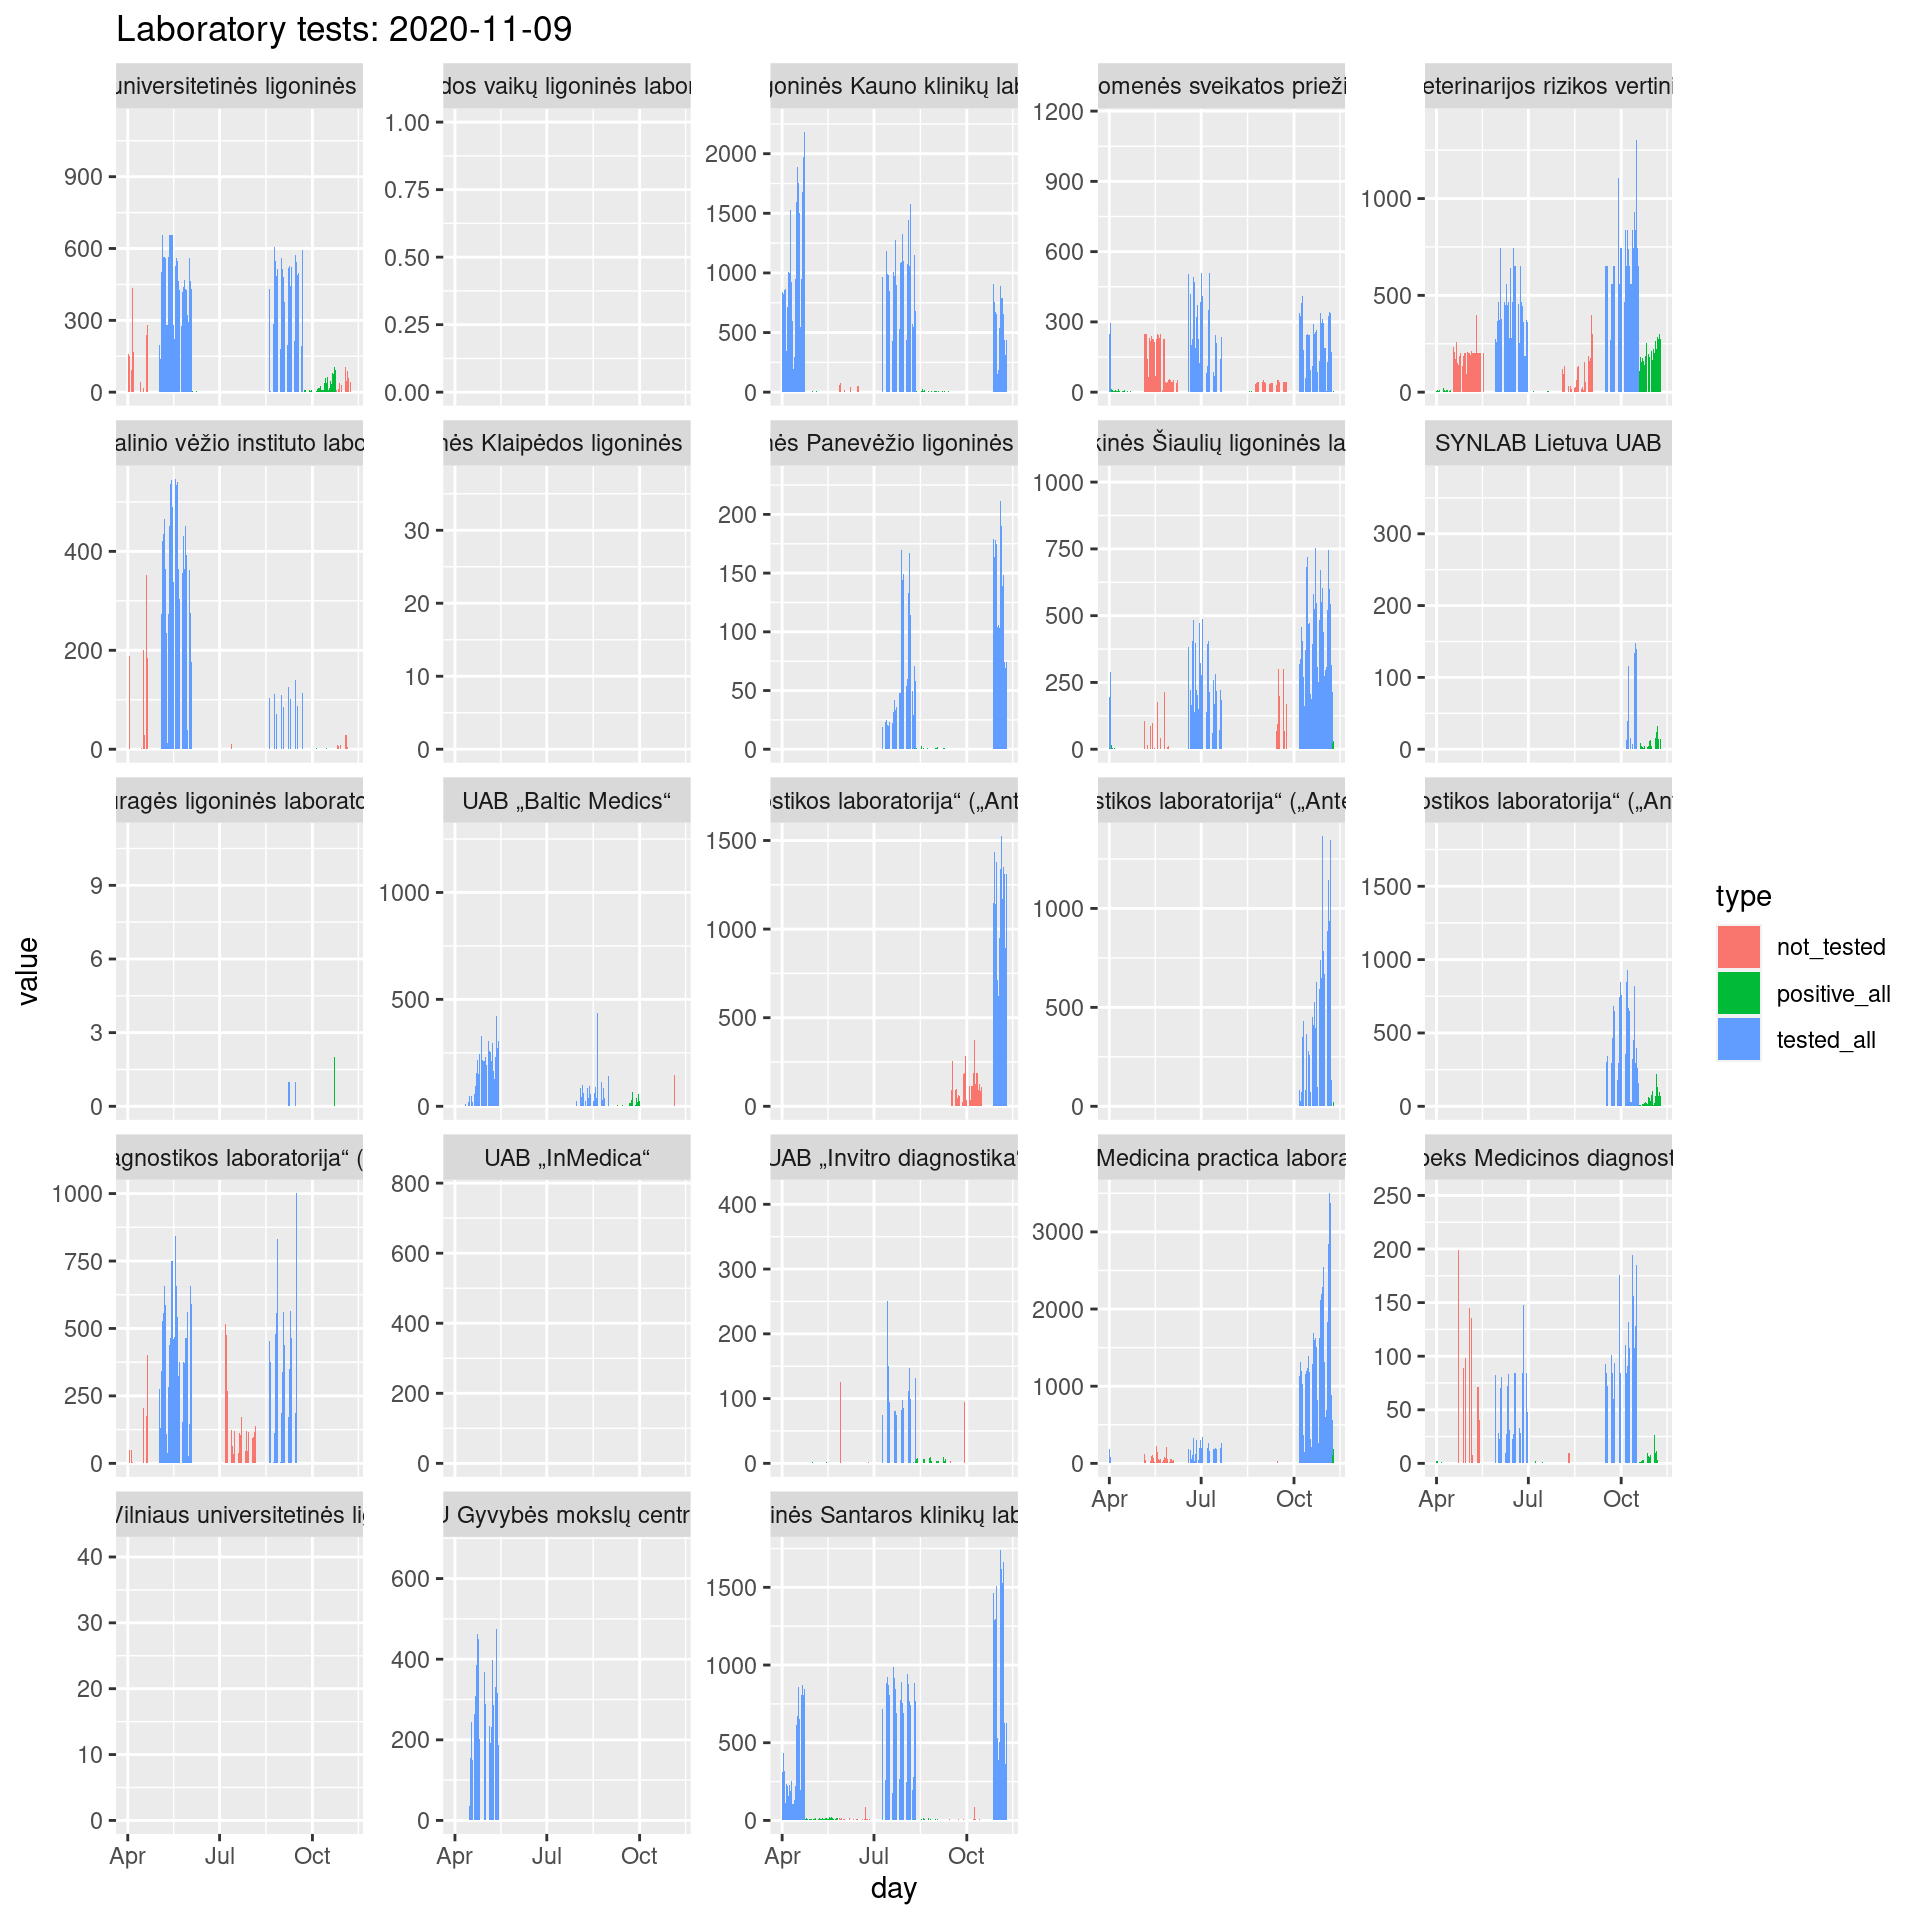 Laboratory tests: 2020-11-09
universitetinės ligoninės
dos vaikų ligoninės labor
goninės Kauno klinikų lab
omenės sveikatos prieži
eterinarijos rizikos vertini
900
600
300
0
1.00
0.75
0.50
0.25
0.00
2000
1500
1000
500
0
1200
900
600
300
0
1000
500
0
alinio vėžio instituto labo
nės Klaipėdos ligoninės
nės Panevėžio ligoninės
kinės Šiaulių ligoninės la
SYNLAB Lietuva UAB
400
200
0
30
20
10
0
200
150
100
50
0
1000
750
500
250
0
300
200
100
0
uragės ligoninės laborato
UAB „Baltic Medics“
ostikos laboratorija“ („Ant
stikos laboratorija“ („Ante
ostikos laboratorija“ („An
9
6
3
0
1000
500
0
1500
1000
500
0
1000
500
0
1500
1000
500
0
agnostikos laboratorija“ (
UAB „InMedica“
UAB „Invitro diagnostika“
Medicina practica labora
beks Medicinos diagnost
1000
750
500
250
0
800
600
400
200
0
400
300
200
100
0
3000
2000
1000
0
250
200
150
100
50
0
Apr Jul Oct
Apr Jul Oct
Vilniaus universitetinės lig
U Gyvybės mokslų centr
inės Santaros klinikų lab
40
30
20
10
0
600
400
200
0
1500
1000
500
0
Apr Jul Oct
Apr Jul Oct
Apr Jul Oct
day
value
type
not_tested
positive_all
tested_all